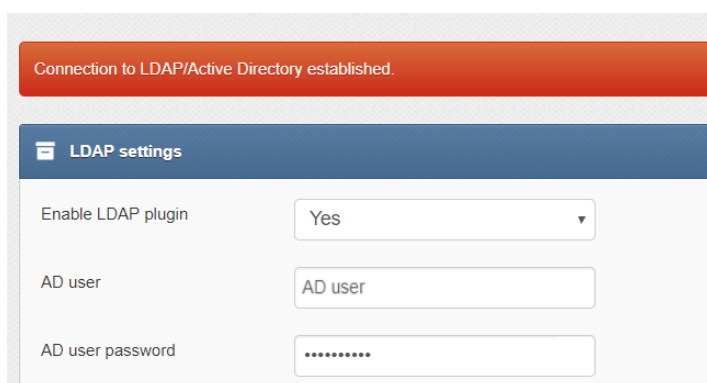 Connection to LDAP/Active Directory established.
LDAP settings
Enable LDAP plugin Yes
AD user AD user
AD user password ••••••••••